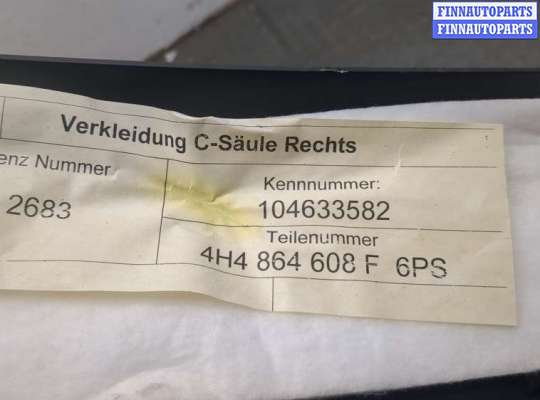 FINNAUTOPARTS
FINNAUTOPARTS
Verkleidung C-Säule Rechts
enz Nummer
Kennnummer:
2683
104633582
Teilenummer
4H4 864 608 F 6PS